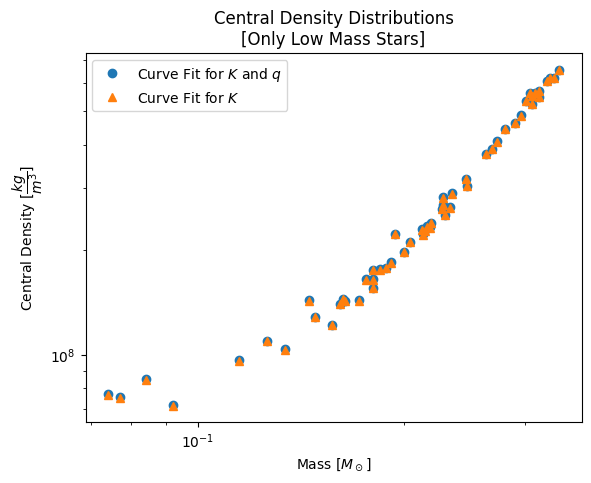 Central Density Distributions
[Only Low Mass Stars]
Curve Fit for K and q
Curve Fit for K
Central Density [kg/m³]
10⁸
10⁻¹
Mass [M⊙]